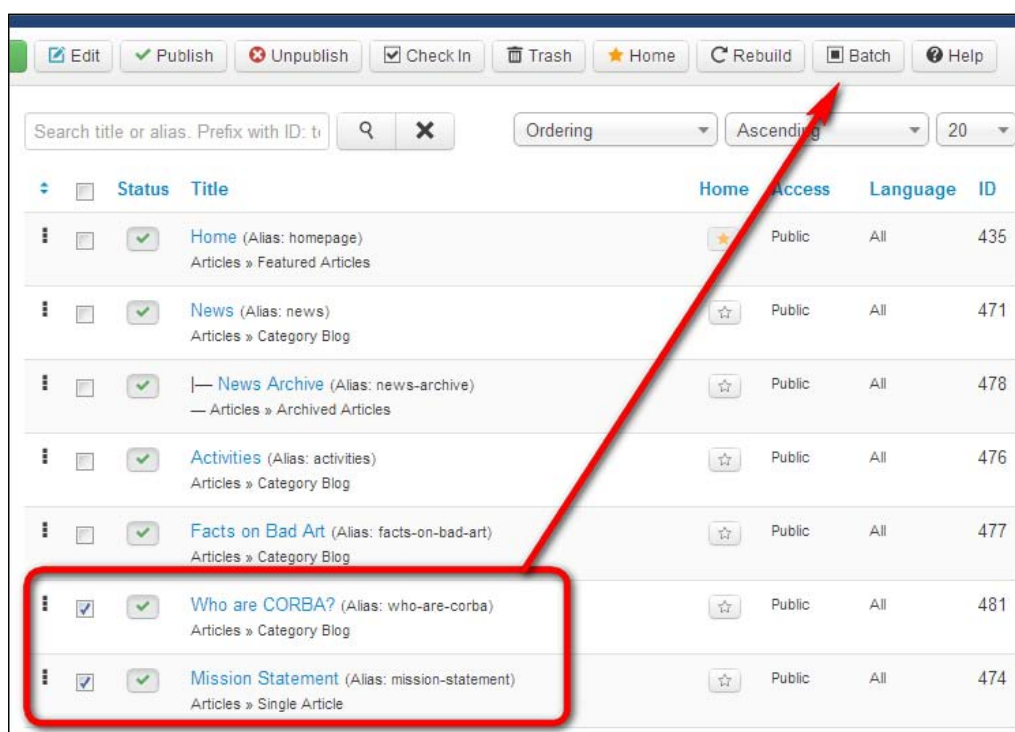 Edit Publish Unpublish Check In Trash Home Rebuild Batch Help
Search title or alias. Prefix with ID: t Ordering Ascending 20
Status Title Home Access Language ID
Home (Alias: homepage) Public All 435
Articles » Featured Articles
News (Alias: news) Public All 471
Articles » Category Blog
|— News Archive (Alias: news-archive) Public All 478
— Articles » Archived Articles
Activities (Alias: activities) Public All 476
Articles » Category Blog
Facts on Bad Art (Alias: facts-on-bad-art) Public All 477
Articles » Category Blog
Who are CORBA? (Alias: who-are-corba) Public All 481
Articles » Category Blog
Mission Statement (Alias: mission-statement) Public All 474
Articles » Single Article